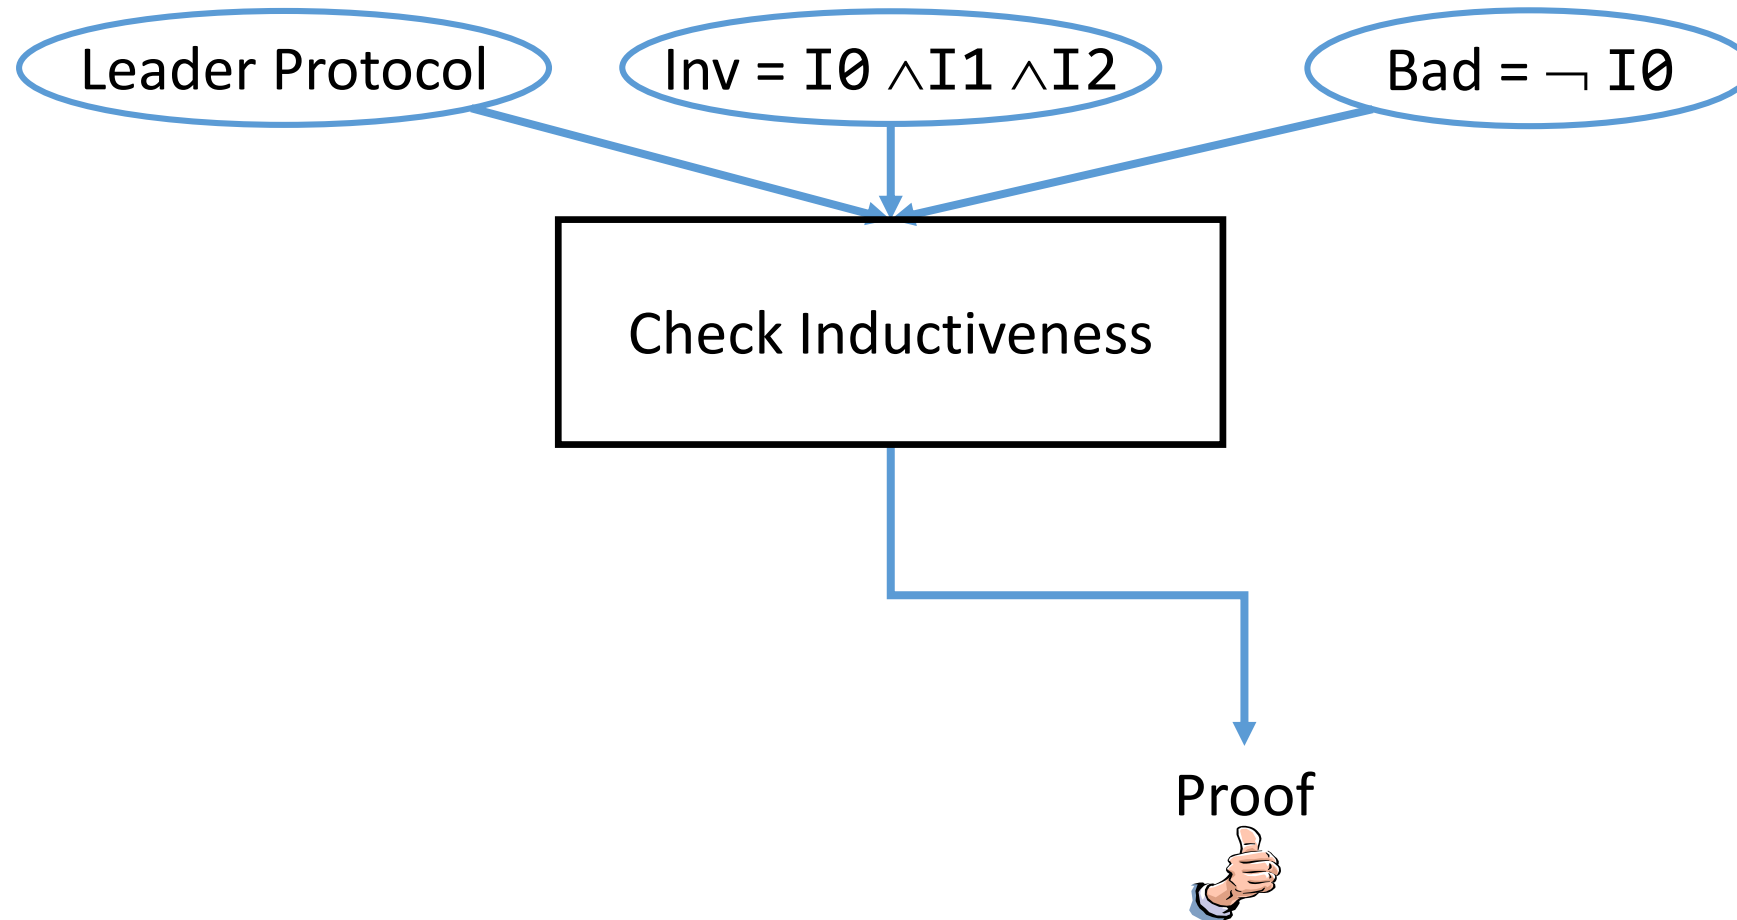 Leader Protocol
Inv = I0 ∧I1 ∧I2
Bad = ¬ I0
Check Inductiveness
Proof